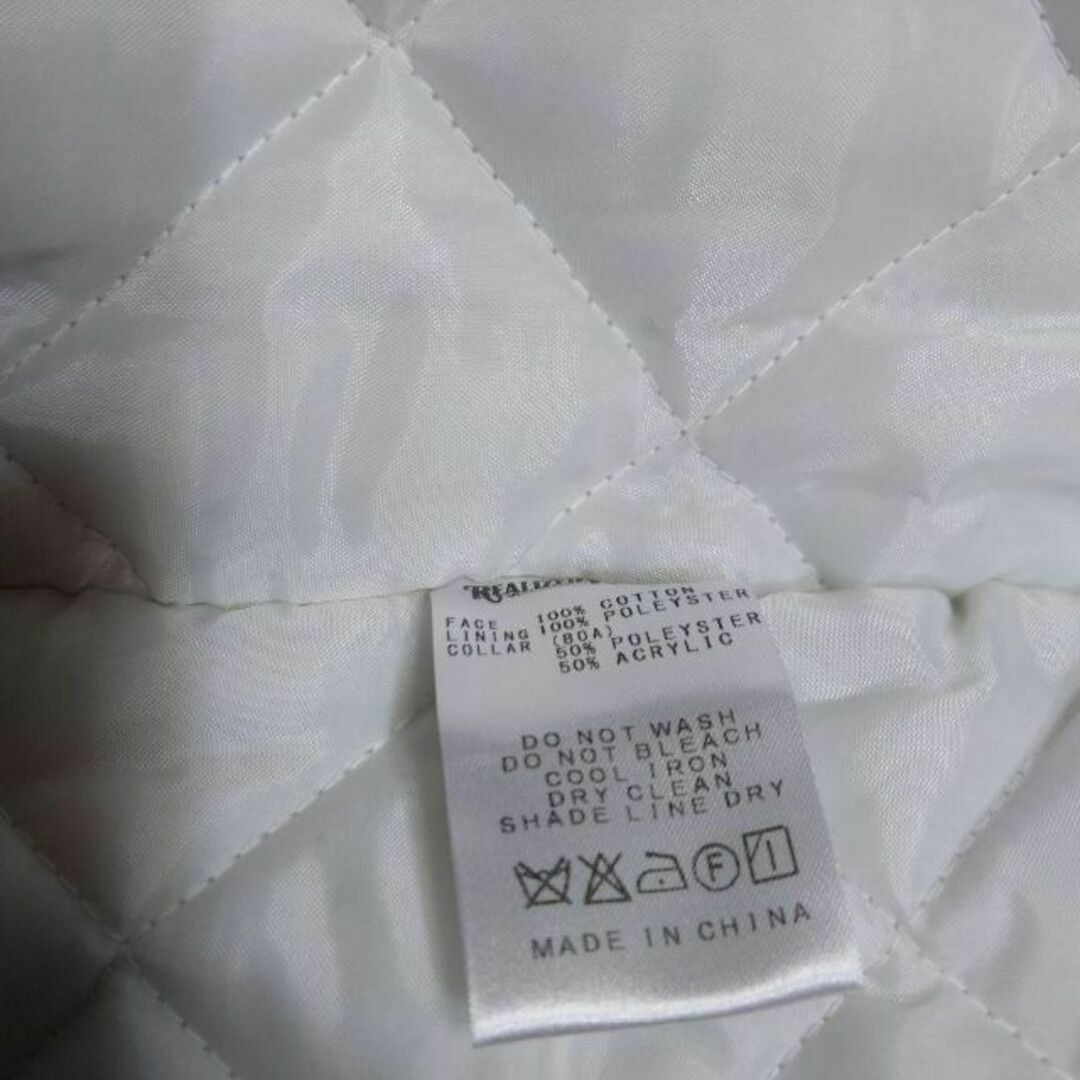 FACE 100% COTTON
LINING 100% POLEYSTER
(80A)
COLLAR 50% POLEYSTER
50% ACRYLIC
DO NOT WASH
DO NOT BLEACH
COOL IRON
DRY CLEAN
SHADE LINE DRY
F
MADE IN CHINA